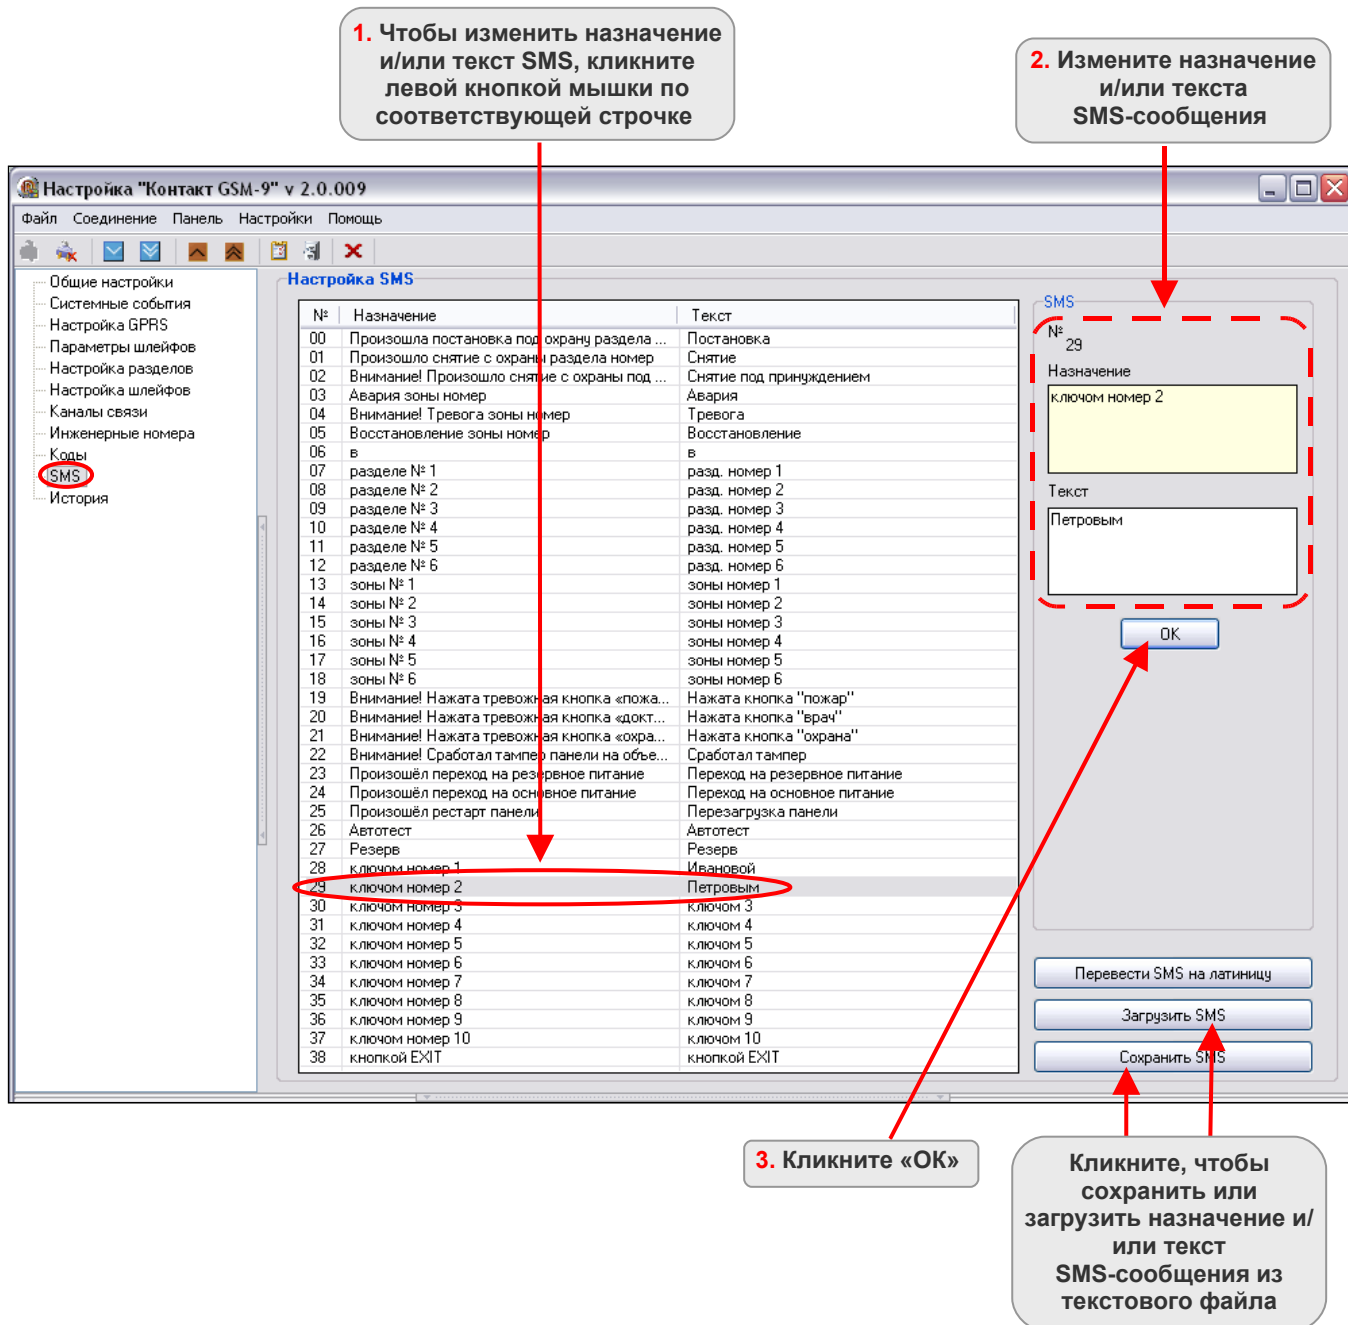 1. Чтобы изменить назначение
и/или текст SMS, кликните
левой кнопкой мышки по
соответствующей строчке
2. Измените назначение
и/или текста
SMS-сообщения
Настройка "Контакт GSM-9" v 2.0.009
Файл Соединение Панель Настройки Помощь
Общие настройки
Системные события
Настройка GPRS
Параметры шлейфов
Настройка разделов
Настройка шлейфов
Каналы связи
Инженерные номера
Коды
SMS
История
Настройка SMS
№ Назначение Текст
00 Произошла постановка под охрану раздела ... Постановка
01 Произошло снятие с охраны раздела номер Снятие
02 Внимание! Произошло снятие с охраны под ... Снятие под принуждением
03 Авария зоны номер Авария
04 Внимание! Тревога зоны номер Тревога
05 Восстановление зоны номер Восстановление
06 в в
07 разделе № 1 разд. номер 1
08 разделе № 2 разд. номер 2
09 разделе № 3 разд. номер 3
10 разделе № 4 разд. номер 4
11 разделе № 5 разд. номер 5
12 разделе № 6 разд. номер 6
13 зоны № 1 зоны номер 1
14 зоны № 2 зоны номер 2
15 зоны № 3 зоны номер 3
16 зоны № 4 зоны номер 4
17 зоны № 5 зоны номер 5
18 зоны № 6 зоны номер 6
19 Внимание! Нажата тревожная кнопка «пожа... Нажата кнопка "пожар"
20 Внимание! Нажата тревожная кнопка «докт... Нажата кнопка "врач"
21 Внимание! Нажата тревожная кнопка «охра... Нажата кнопка "охрана"
22 Внимание! Сработал тампер панели на объе... Сработал тампер
23 Произошёл переход на резервное питание Переход на резервное питание
24 Произошёл переход на основное питание Переход на основное питание
25 Произошёл рестарт панели Перезагрузка панели
26 Автотест Автотест
27 Резерв Резерв
28 ключом номер 1 Ивановой
29 ключом номер 2 Петровым
30 ключом номер 3 ключом 3
31 ключом номер 4 ключом 4
32 ключом номер 5 ключом 5
33 ключом номер 6 ключом 6
34 ключом номер 7 ключом 7
35 ключом номер 8 ключом 8
36 ключом номер 9 ключом 9
37 ключом номер 10 ключом 10
38 кнопкой EXIT кнопкой EXIT
SMS
№
29
Назначение
ключом номер 2
Текст
Петровым
OK
Перевести SMS на латиницу
Загрузить SMS
Сохранить SMS
3. Кликните «ОК»
Кликните, чтобы
сохранить или
загрузить назначение и/
или текст
SMS-сообщения из
текстового файла